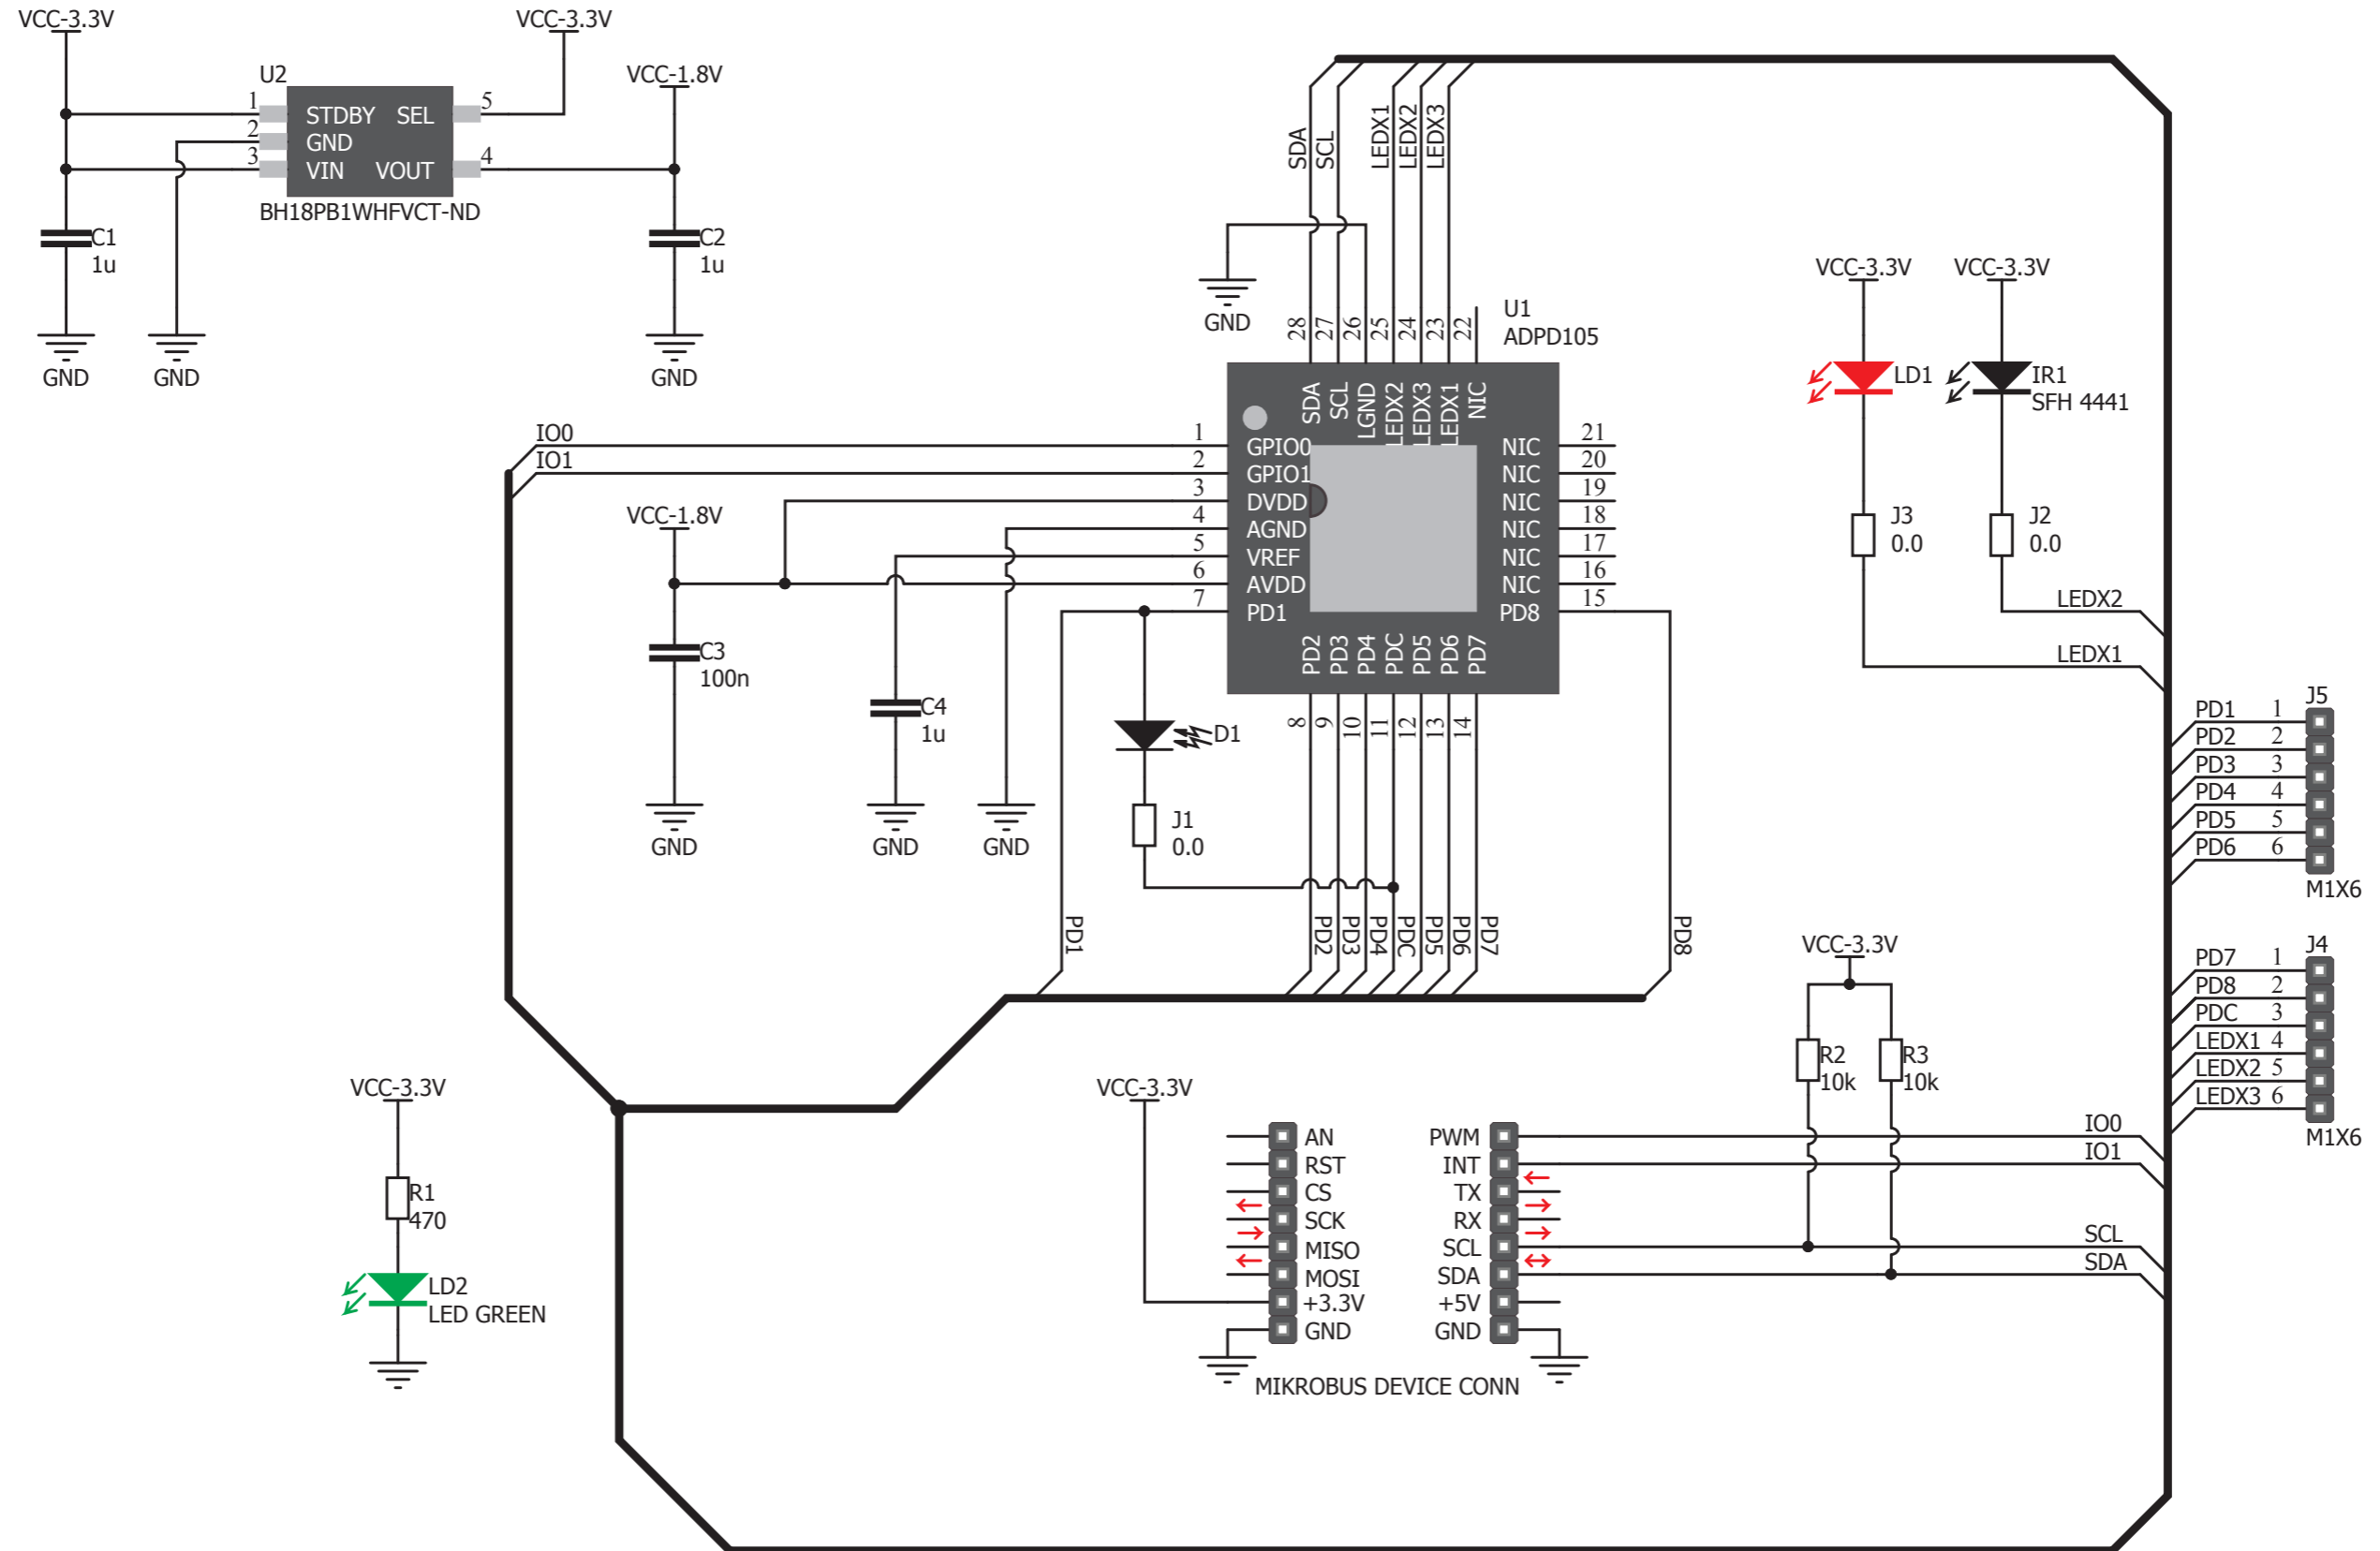 VCC-3.3V
VCC-3.3V
VCC-1.8V
U2
1 STDBY SEL 5
2 GND
3 VIN VOUT 4
BH18PB1WHFVCT-ND
C1
1u
C2
1u
GND
GND
GND
SDA
SCL
LEDX1
LEDX2
LEDX3
GND
28
27
26
25
24
23
22
U1
ADPD105
SDA
SCL
LGND
LEDX2
LEDX3
LEDX1
NIC
IO0
IO1
1 GPIO0
2 GPIO1
3 DVDD
4 AGND
5 VREF
6 AVDD
7 PD1
NIC 21
NIC 20
NIC 19
NIC 18
NIC 17
NIC 16
PD8 15
PD2
PD3
PD4
PDC
PD5
PD6
PD7
8
9
10
11
12
13
14
VCC-1.8V
C3
100n
C4
1u
GND
GND
GND
D1
J1
0.0
PD1
PD2
PD3
PD4
PDC
PD5
PD6
PD7
PD8
VCC-3.3V
VCC-3.3V
LD1
IR1
SFH 4441
J3
0.0
J2
0.0
LEDX2
LEDX1
J5
PD1 1
PD2 2
PD3 3
PD4 4
PD5 5
PD6 6
M1X6
J4
PD7 1
PD8 2
PDC 3
LEDX1 4
LEDX2 5
LEDX3 6
M1X6
VCC-3.3V
R2
10k
R3
10k
IO0
IO1
SCL
SDA
VCC-3.3V
R1
470
LD2
LED GREEN
VCC-3.3V
AN PWM
RST INT
CS TX
SCK RX
MISO SCL
MOSI SDA
+3.3V +5V
GND GND
MIKROBUS DEVICE CONN